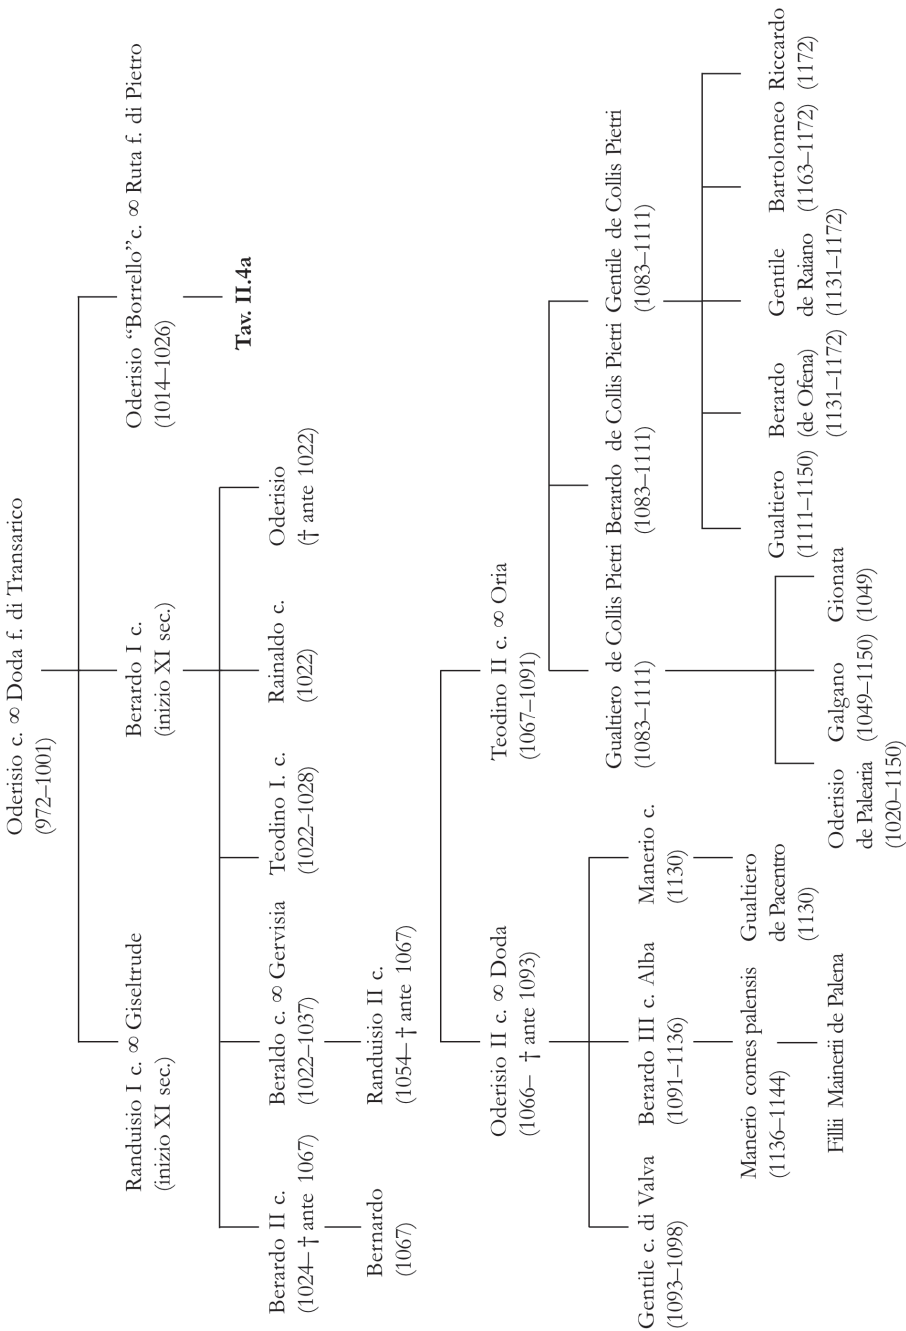 Oderisio c. ∞ Doda f. di Transarico
(972–1001)
Randuisio I c. ∞ Giseltrude
(inizio XI sec.)
Berardo I c.
(inizio XI sec.)
Oderisio “Borrello” c. ∞ Ruta f. di Pietro
(1014–1026)
Tav. II.4a
Berardo II c.
(1024– † ante 1067)
Beraldo c. ∞ Gervisia
(1022–1037)
Teodino I. c.
(1022–1028)
Rainaldo c.
(1022)
Oderisio
(† ante 1022)
Bernardo
(1067)
Randuisio II c.
(1054– † ante 1067)
Oderisio II c. ∞ Doda
(1066– † ante 1093)
Teodino II c. ∞ Oria
(1067–1091)
Gentile c. di Valva
(1093–1098)
Berardo III c. Alba
(1091–1136)
Manerio c.
(1130)
Gualtiero de Collis Pietri
(1083–1111)
Berardo de Collis Pietri
(1083–1111)
Gentile de Collis Pietri
(1083–1111)
Manerio comes palensis
(1136–1144)
Gualtiero
de Pacentro
(1130)
Gualtiero
(1111–1150)
Berardo
(de Ofena)
(1131–1172)
Gentile
de Raiano
(1131–1172)
Bartolomeo
(1163–1172)
Riccardo
(1172)
Fillii Mainerii de Palena
Oderisio
de Palearia
(1020–1150)
Galgano
(1049–1150)
Gionata
(1049)